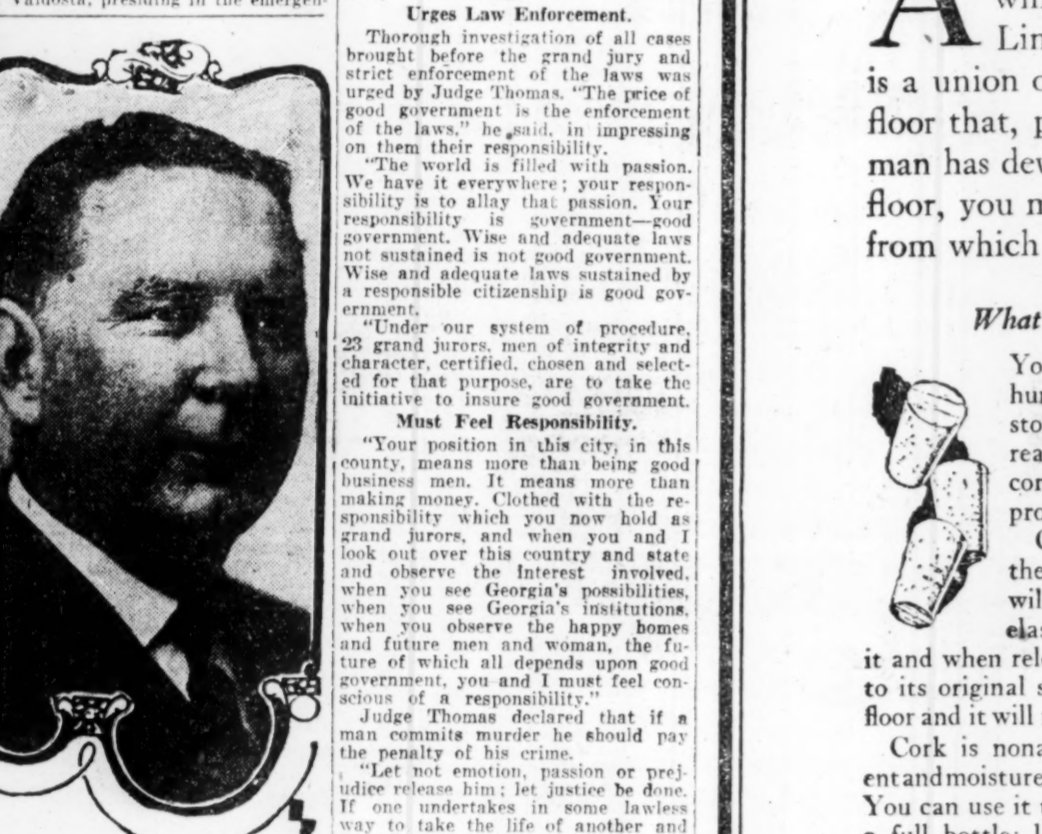 Valdosta, presiding in the emergen-
Urges Law Enforcement.
Thorough investigation of all cases
brought before the grand jury and
strict enforcement of the laws was
urged by Judge Thomas. "The price of
good government is the enforcement
of the laws," he said, in impressing
on them their responsibility.
"The world is filled with passion.
We have it everywhere; your respon-
sibility is to allay that passion. Your
responsibility is government—good
government. Wise and adequate laws
not sustained is not good government.
Wise and adequate laws sustained by
a responsible citizenship is good gov-
ernment.
"Under our system of procedure,
23 grand jurors, men of integrity and
character, certified, chosen and select-
ed for that purpose, are to take the
initiative to insure good government.
Must Feel Responsibility.
"Your position in this city, in this
county, means more than being good
business men. It means more than
making money. Clothed with the re-
sponsibility which you now hold as
grand jurors, and when you and I
look out over this country and state
and observe the interest involved,
when you see Georgia's possibilities,
when you see Georgia's institutions,
when you observe the happy homes
and future men and woman, the fu-
ture of which all depends upon good
government, you and I must feel con-
scious of a responsibility."
Judge Thomas declared that if a
man commits murder he should pay
the penalty of his crime.
"Let not emotion, passion or prej-
udice release him; let justice be done.
If one undertakes in some lawless
way to take the life of another and
A
Lin
is a union o
floor that, p
man has dev
floor, you m
from which
What
Yo
hur
sto
rea
cor
pro
the
wil
elas
it and when rele
to its original s
floor and it will
Cork is nona
ent and moisture
You can use it